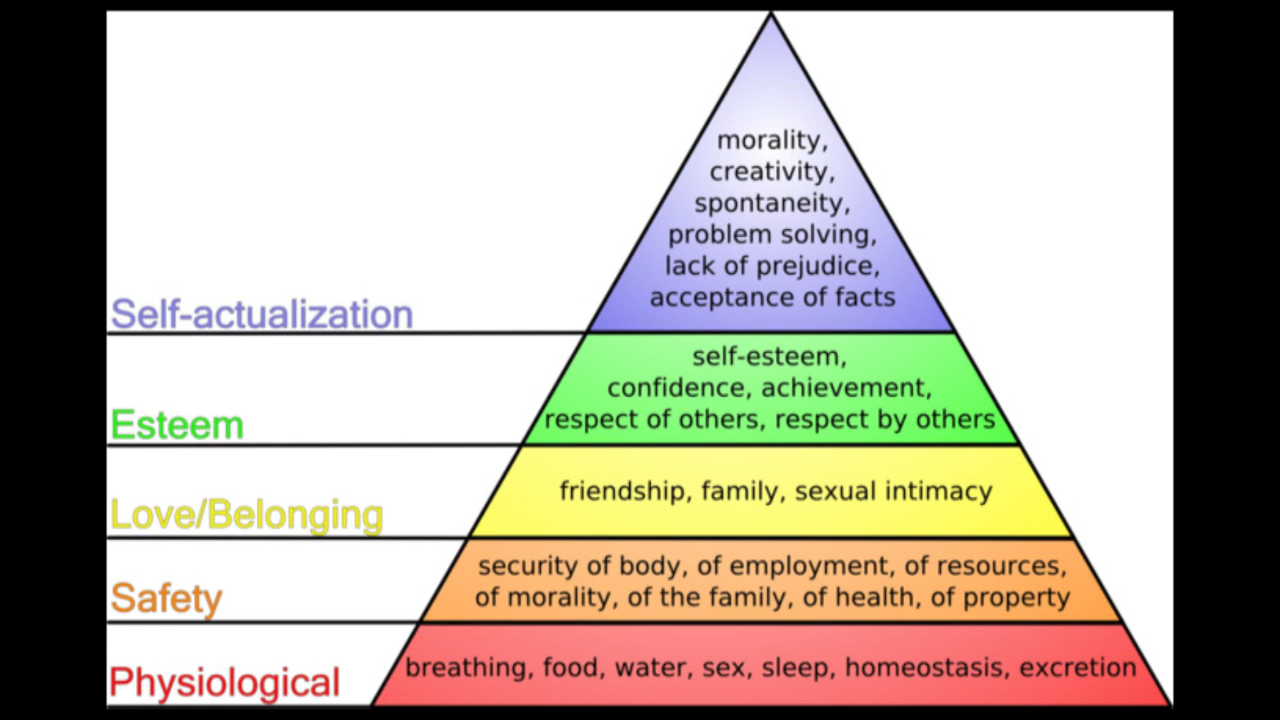 morality,
creativity,
spontaneity,
problem solving,
lack of prejudice,
acceptance of facts
Self-actualization
self-esteem,
confidence, achievement,
respect of others, respect by others
Esteem
friendship, family, sexual intimacy
Love/Belonging
security of body, of employment, of resources,
of morality, of the family, of health, of property
Safety
breathing, food, water, sex, sleep, homeostasis, excretion
Physiological